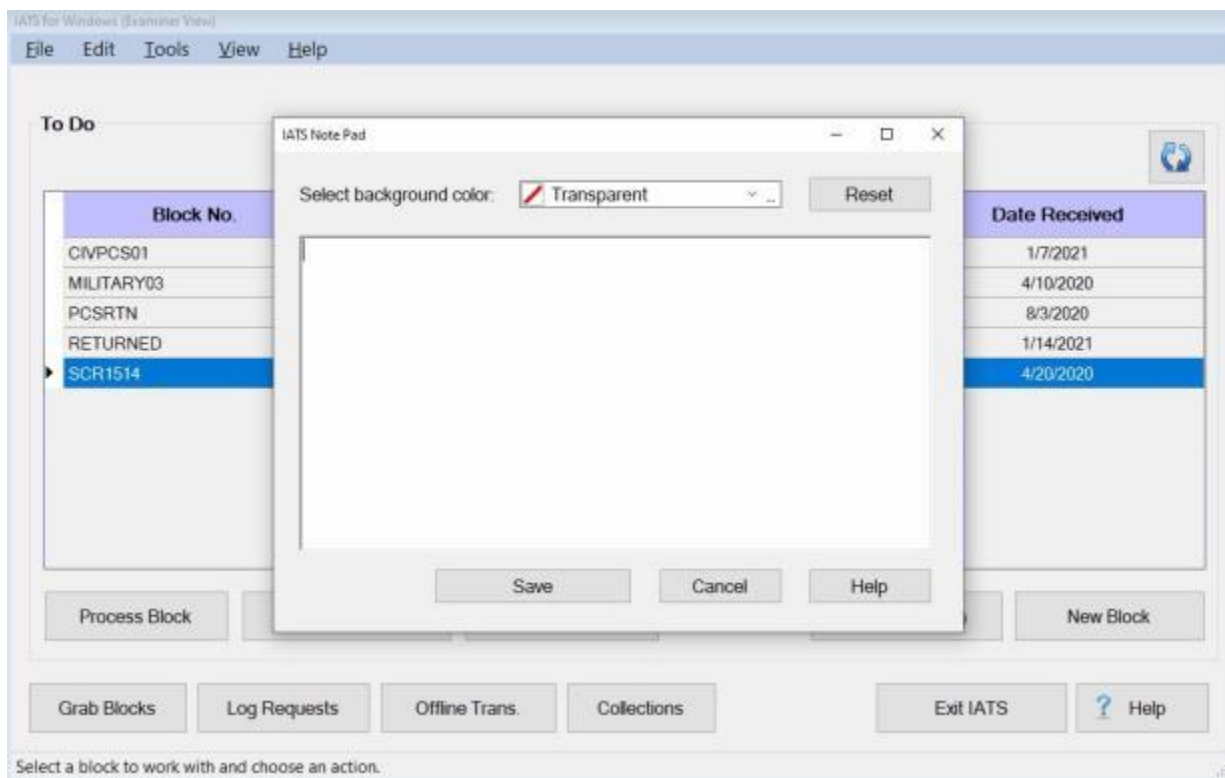 IATS for Windows (Examiner View)
File Edit Tools View Help
To Do
IATS Note Pad
Select background color: Transparent .. Reset
Block No. Date Received
CIVPCS01 1/7/2021
MILITARY03 4/10/2020
PCSRTN 8/3/2020
RETURNED 1/14/2021
SCR1514 4/20/2020
Save Cancel Help
Process Block New Block
Grab Blocks Log Requests Offline Trans. Collections Exit IATS ? Help
Select a block to work with and choose an action.